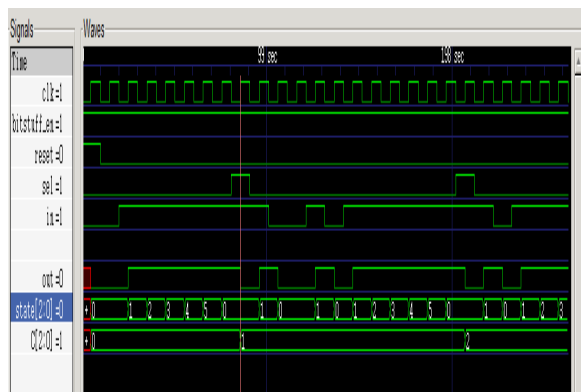 Signals Waves
Time 99 sec 198 sec
clk=1
bitstuff_en=1
reset=0
sel=1
in=1
out=0
state[2:0]=0 + 0 1 2 3 4 5 0 1 0 1 0 1 2 3 4 5 0 1 0 1 2 3
C[2:0]=1 + 0 1 2